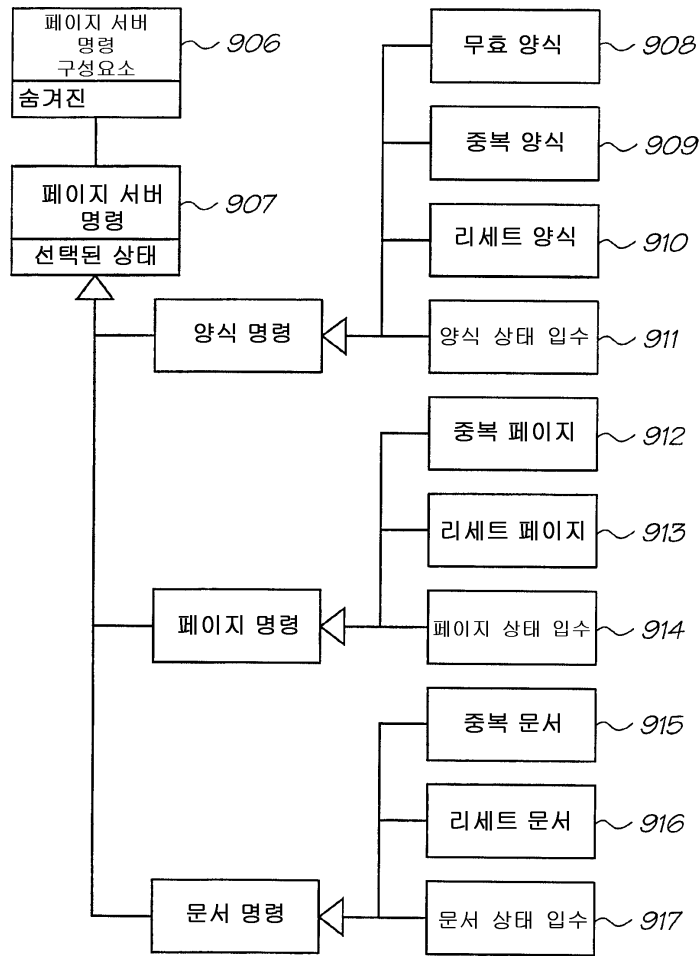 페이지 서버
명령
구성요소
906
숨겨진
페이지 서버
명령
907
선택된 상태
양식 명령
무효 양식
908
중복 양식
909
리세트 양식
910
양식 상태 입수
911
페이지 명령
중복 페이지
912
리세트 페이지
913
페이지 상태 입수
914
문서 명령
중복 문서
915
리세트 문서
916
문서 상태 입수
917